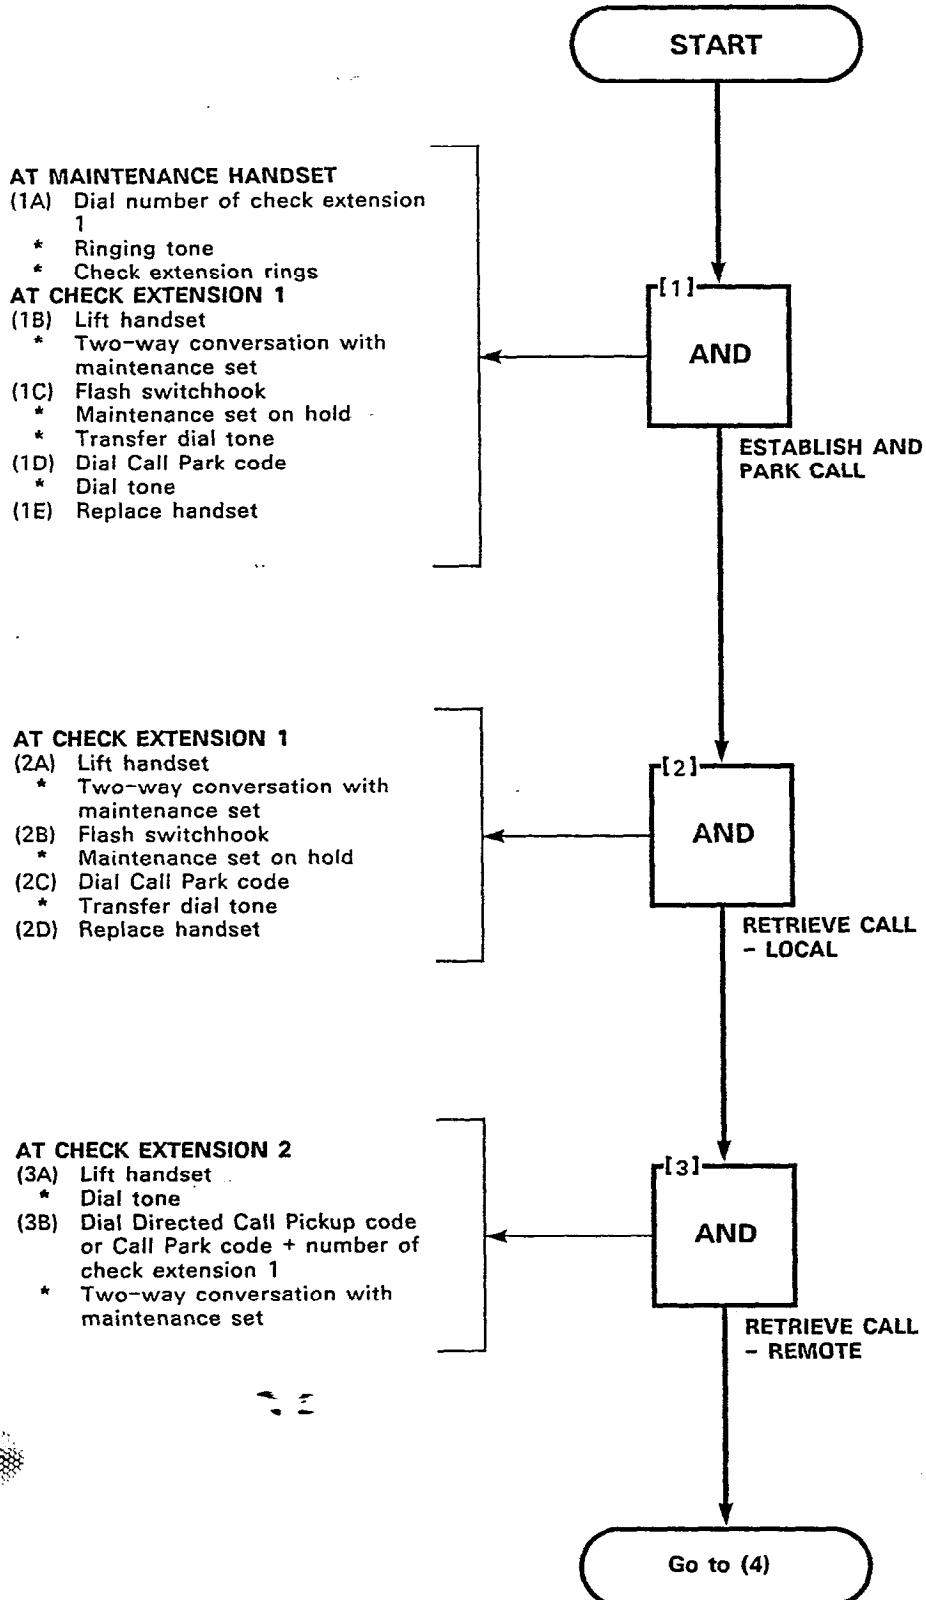 START
AT MAINTENANCE HANDSET
(1A) Dial number of check extension
1
* Ringing tone
* Check extension rings
AT CHECK EXTENSION 1
(1B) Lift handset
* Two-way conversation with
maintenance set
(1C) Flash switchhook
* Maintenance set on hold
* Transfer dial tone
(1D) Dial Call Park code
* Dial tone
(1E) Replace handset
[1]
AND
ESTABLISH AND
PARK CALL
AT CHECK EXTENSION 1
(2A) Lift handset
* Two-way conversation with
maintenance set
(2B) Flash switchhook
* Maintenance set on hold
(2C) Dial Call Park code
* Transfer dial tone
(2D) Replace handset
[2]
AND
RETRIEVE CALL
- LOCAL
AT CHECK EXTENSION 2
(3A) Lift handset
* Dial tone
(3B) Dial Directed Call Pickup code
or Call Park code + number of
check extension 1
* Two-way conversation with
maintenance set
[3]
AND
RETRIEVE CALL
- REMOTE
Go to (4)